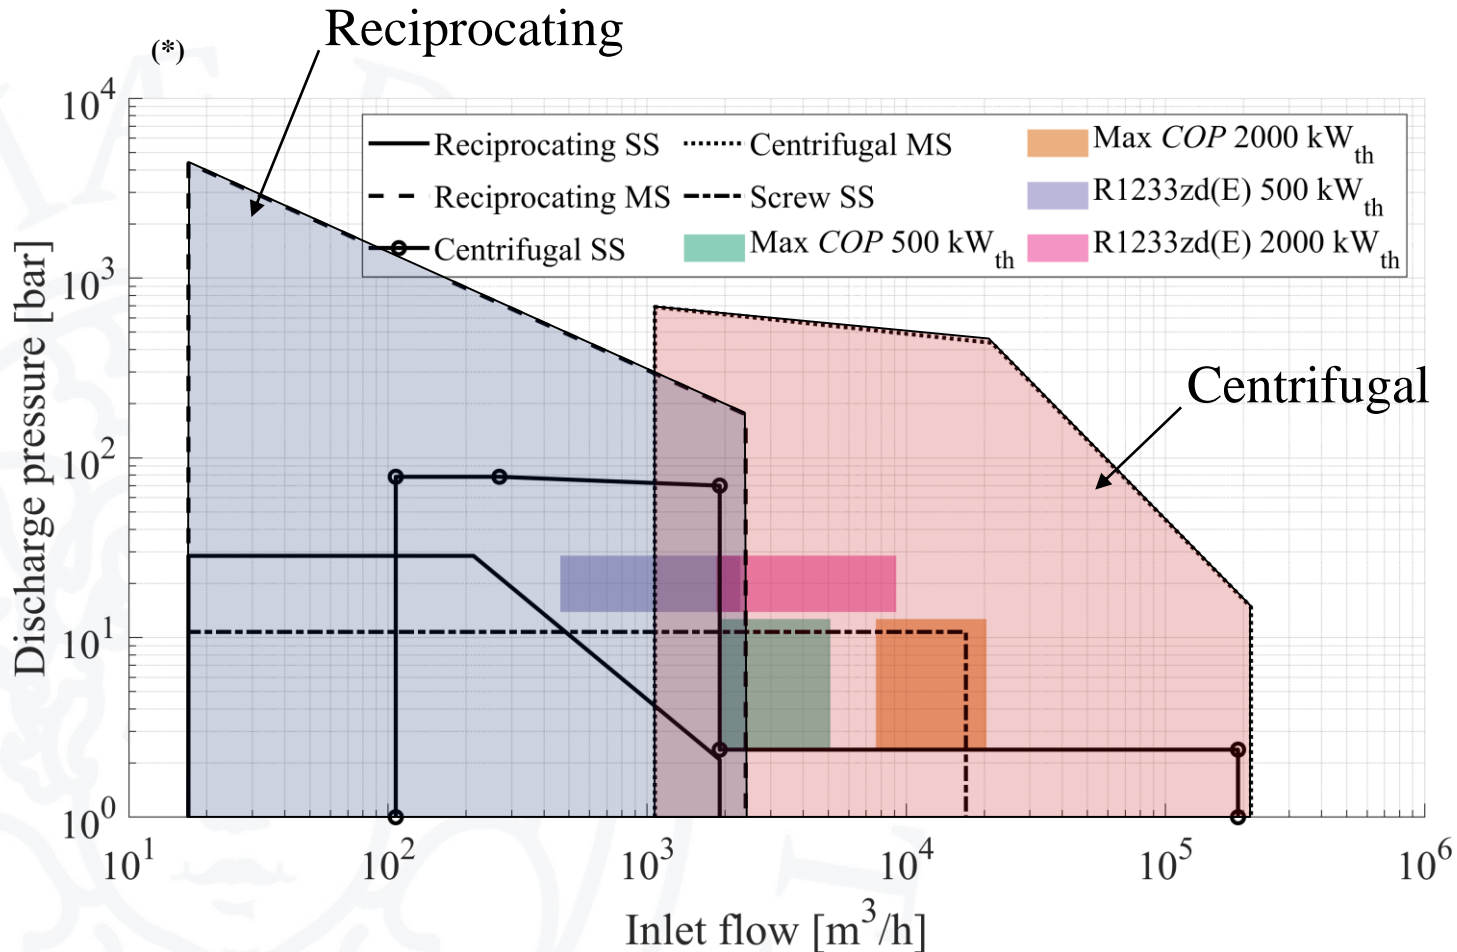 Reciprocating
(*)
10^4
10^3
10^2
10^1
10^0
Discharge pressure [bar]
Reciprocating SS
Reciprocating MS
Centrifugal SS
Centrifugal MS
Screw SS
Max COP 500 kW_th
Max COP 2000 kW_th
R1233zd(E) 500 kW_th
R1233zd(E) 2000 kW_th
Centrifugal
10^1 10^2 10^3 10^4 10^5 10^6
Inlet flow [m^3/h]